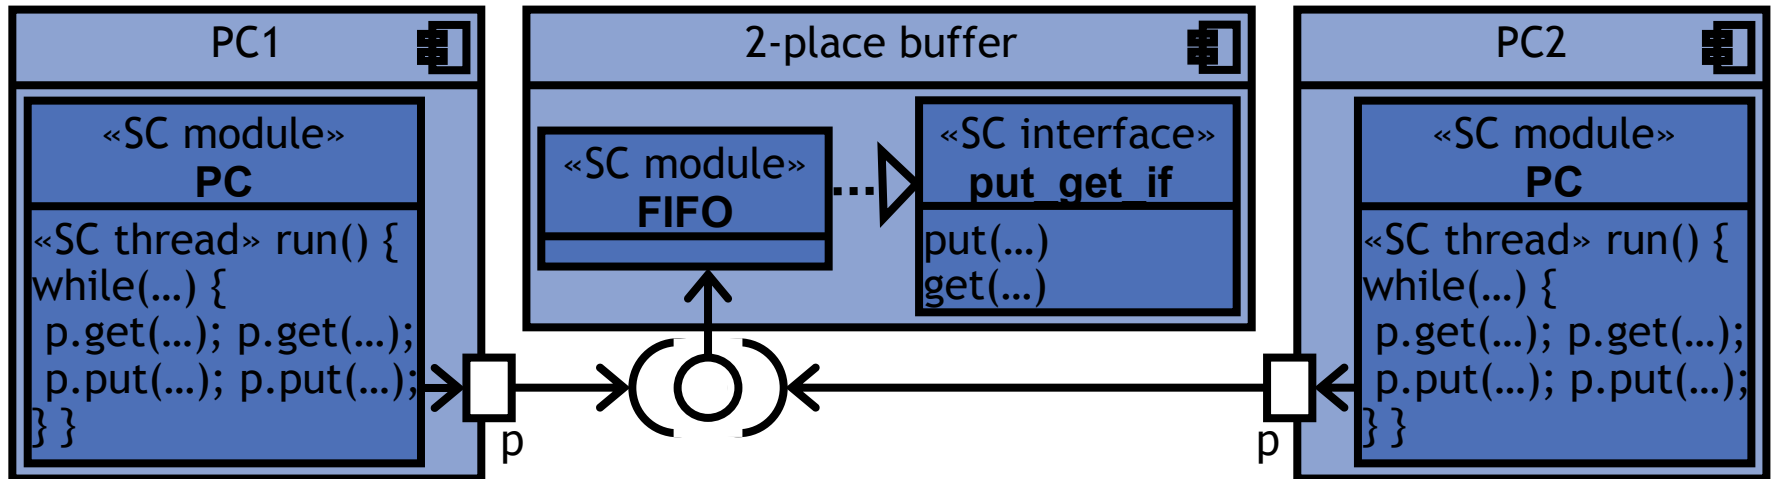 PC1
«SC module»
PC
«SC thread» run() {
while(…) {
p.get(…); p.get(…);
p.put(…); p.put(…);
} }
p
2-place buffer
«SC module»
FIFO
«SC interface»
put_get_if
put(…)
get(…)
PC2
«SC module»
PC
«SC thread» run() {
while(…) {
p.get(…); p.get(…);
p.put(…); p.put(…);
} }
p